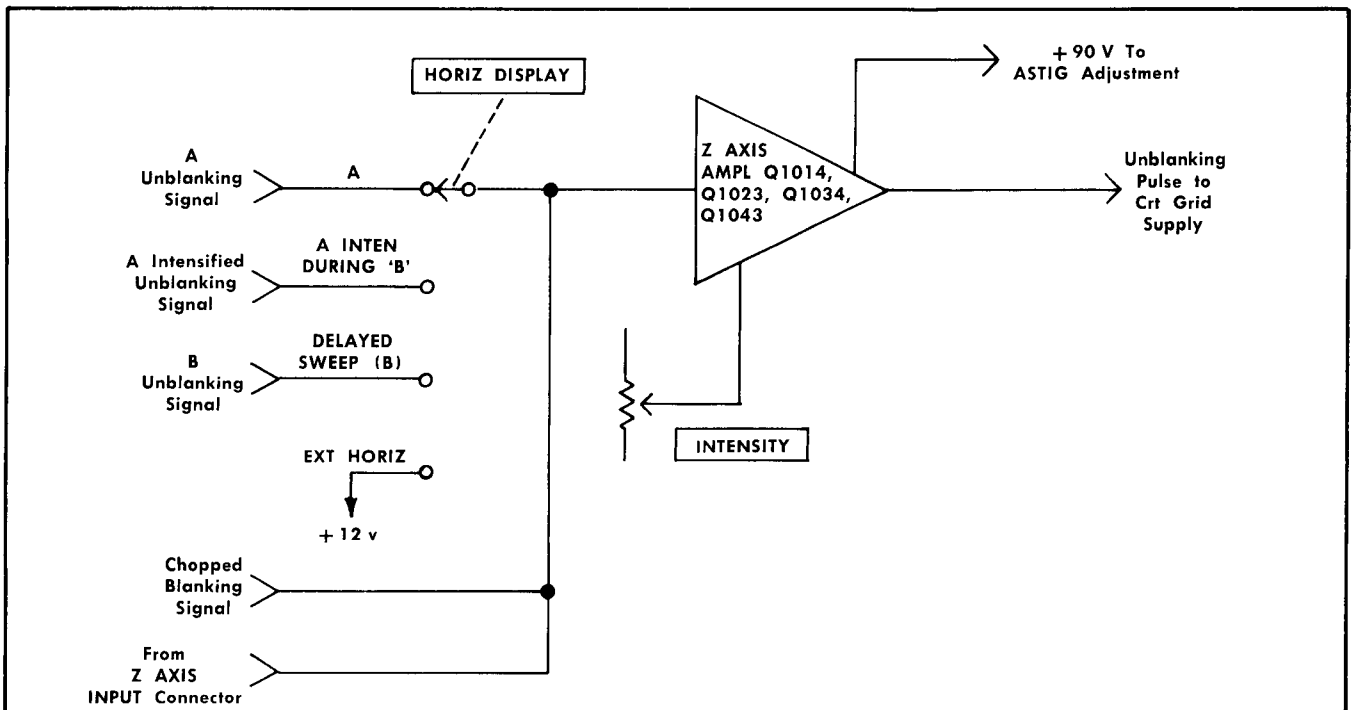 HORIZ DISPLAY
+ 90 V To
ASTIG Adjustment
A
Unblanking
Signal
A
Z AXIS
AMPL Q1014,
Q1023, Q1034,
Q1043
Unblanking
Pulse to
Crt Grid
Supply
A Intensified
Unblanking
Signal
A INTEN
DURING 'B'
B
Unblanking
Signal
DELAYED
SWEEP (B)
INTENSITY
EXT HORIZ
+ 12 v
Chopped
Blanking
Signal
From
Z AXIS
INPUT Connector